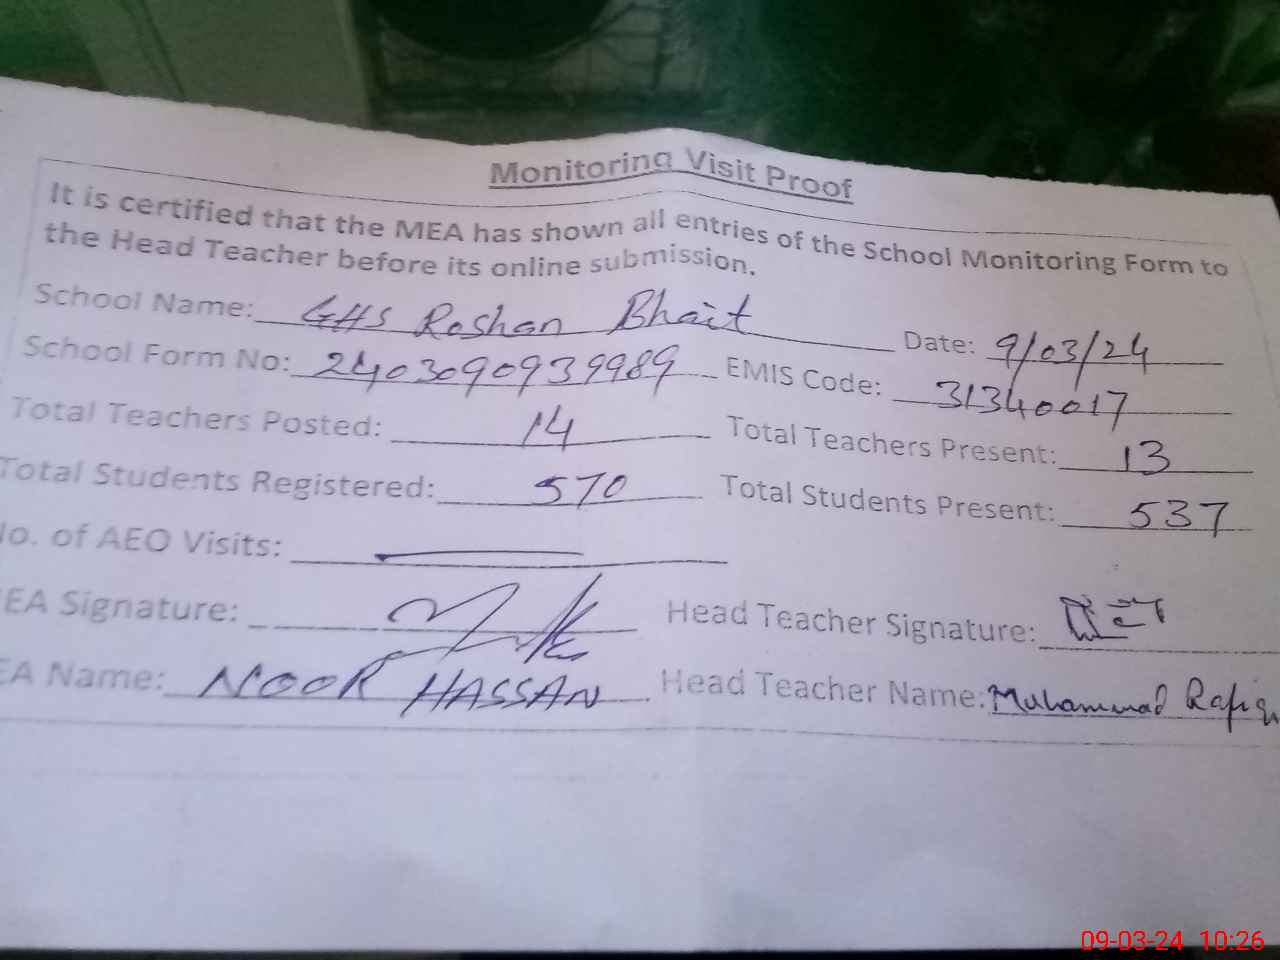 Monitoring Visit Proof
It is certified that the MEA has shown all entries of the School Monitoring Form to
the Head Teacher before its online submission.
School Name: GHS Roshan Bhait Date: 9/03/24
School Form No: 2403090939989 EMIS Code: 31340017
Total Teachers Posted: 14 Total Teachers Present: 13
Total Students Registered: 570 Total Students Present: 537
No. of AEO Visits:
EA Signature: Head Teacher Signature:
EA Name: NOOR HASSAN Head Teacher Name: Muhammad Rafiq
09-03-24 10:26